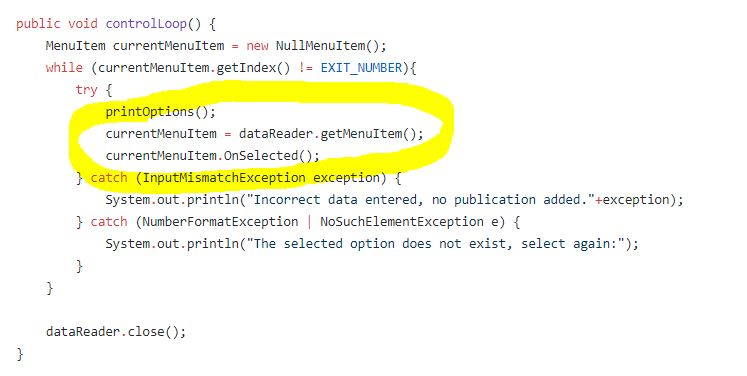 public void controlLoop() {
MenuItem currentMenuItem = new NullMenuItem();
while (currentMenuItem.getIndex() != EXIT_NUMBER){
try {
printOptions();
currentMenuItem = dataReader.getMenuItem();
currentMenuItem.OnSelected();
} catch (InputMismatchException exception) {
System.out.println("Incorrect data entered, no publication added."+exception);
} catch (NumberFormatException | NoSuchElementException e) {
System.out.println("The selected option does not exist, select again:");
}
}
dataReader.close();
}